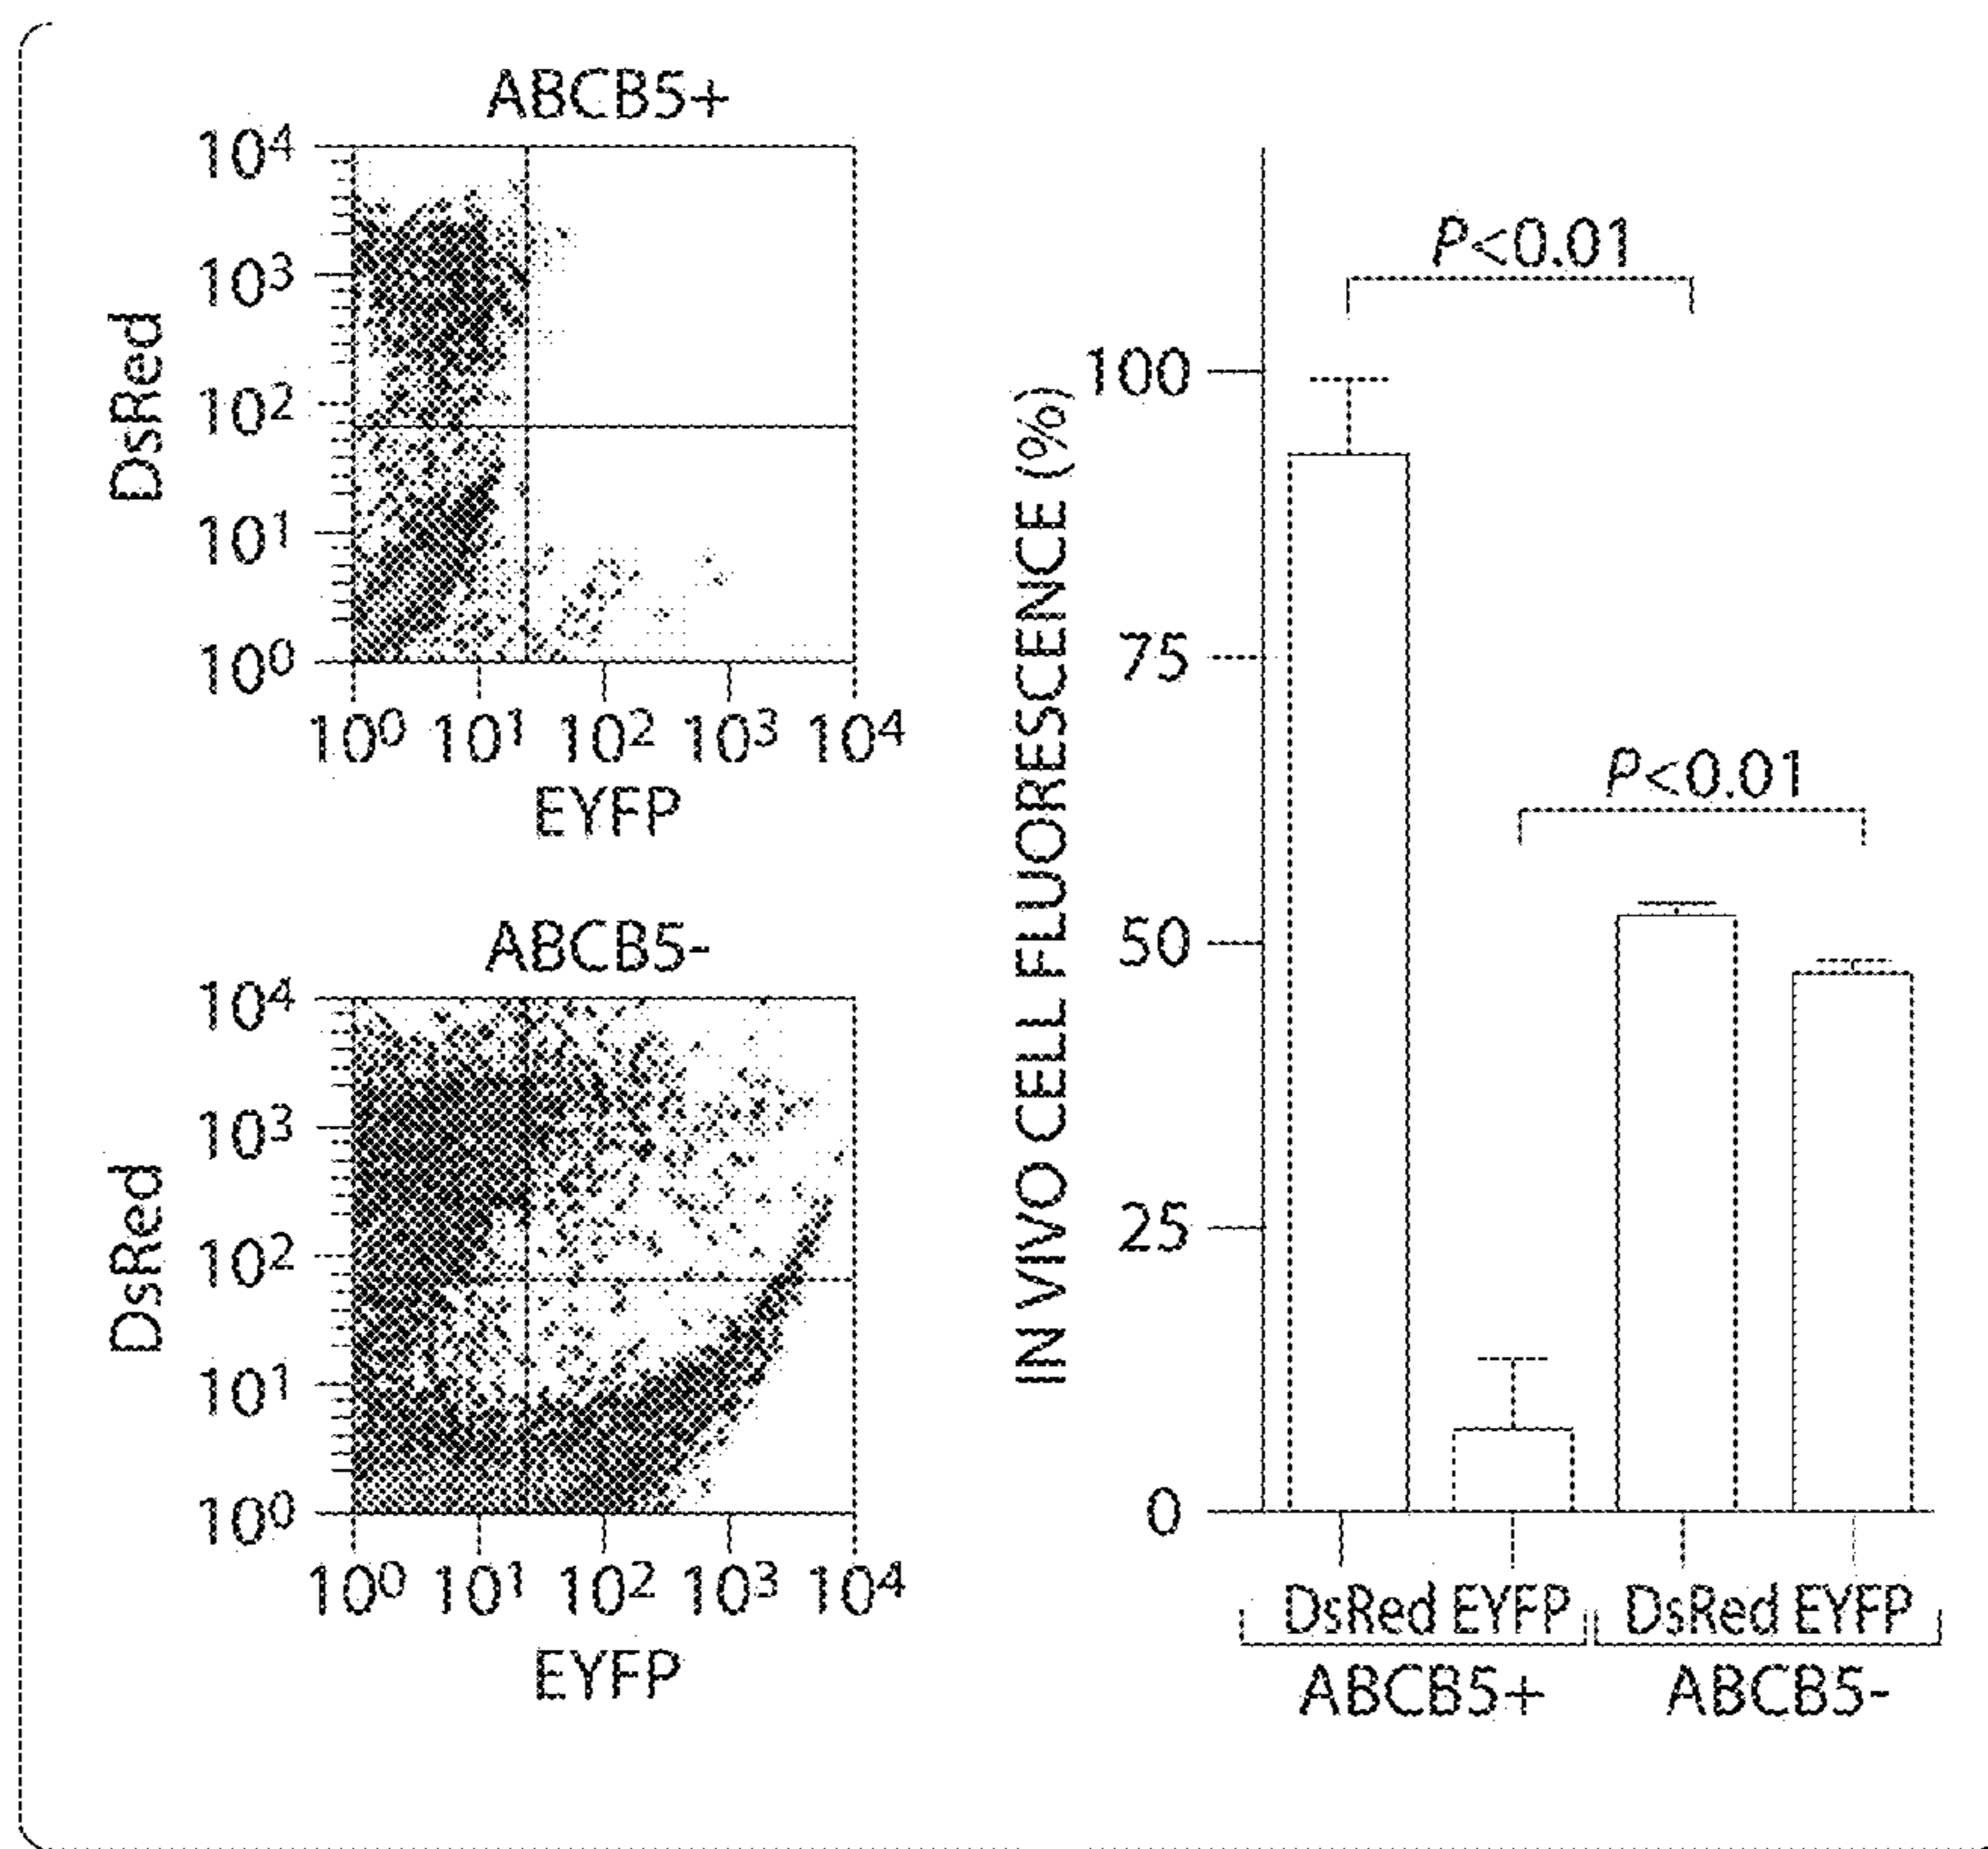 ABCB5+
10⁴
10³
10²
10¹
10⁰
DsRed
10⁰ 10¹ 10² 10³ 10⁴
EYFP
ABCB5-
10⁴
10³
10²
10¹
10⁰
DsRed
10⁰ 10¹ 10² 10³ 10⁴
EYFP
IN VIVO CELL FLUORESCENCE (%)
100
75
50
25
0
P<0.01
P<0.01
DsRed EYFP DsRed EYFP
ABCB5+ ABCB5-